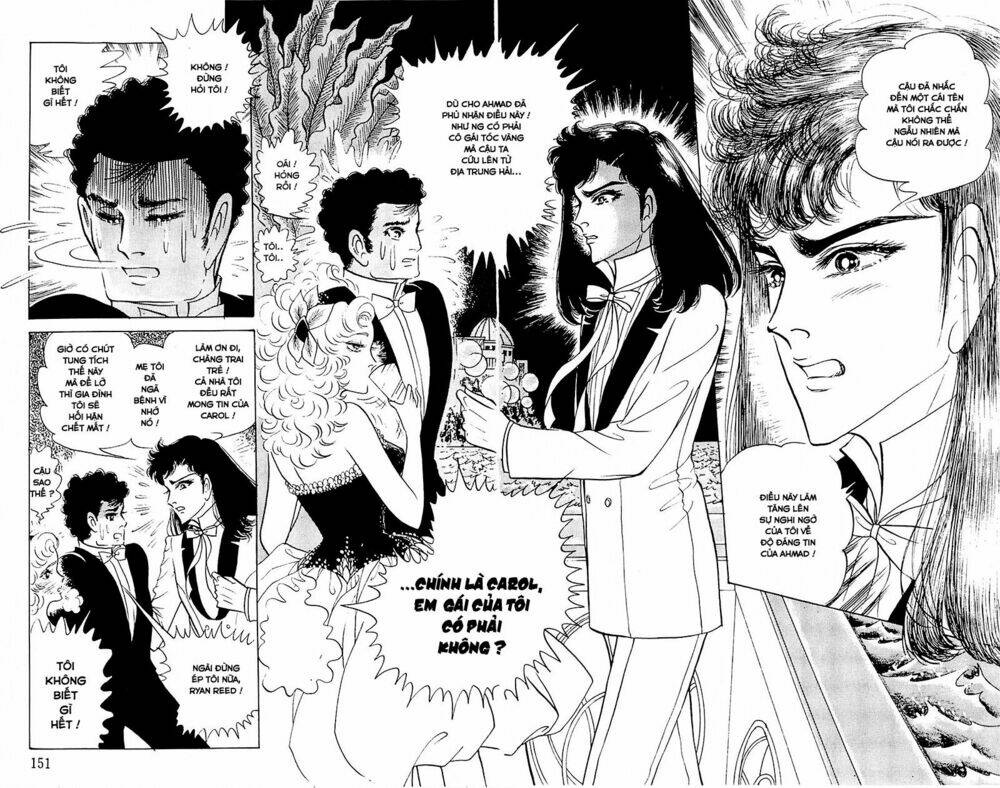 CẬU ĐÃ NHẮC
ĐẾN MỘT CÁI TÊN
MÀ TÔI CHẮC CHẮN
KHÔNG THỂ
NGẪU NHIÊN MÀ
CẬU NÓI RA ĐƯỢC !
ĐIỀU NÀY LÀM
TĂNG LÊN
SỰ NGHI NGỜ
CỦA TÔI VỀ
ĐỘ ĐÁNG TIN
CỦA AHMAD !
DÙ CHO AHMAD ĐÃ
PHỦ NHẬN ĐIỀU NÀY !
NHƯ NG CÓ PHẢI
CÔ GÁI TÓC VÀNG
MÀ CẬU TA
CỨU LÊN TỪ
ĐỊA TRUNG HẢI...
...CHÍNH LÀ CAROL,
EM GÁI CỦA TÔI
CÓ PHẢI
KHÔNG ?
OÁI !
HỎNG
RỒI !
TÔI..
TÔI..
KHÔNG !
ĐỪNG
HỎI TÔI !
TÔI
KHÔNG
BIẾT
GÌ HẾT !
LÀM ƠN ĐI,
CHÀNG TRAI
TRẺ !
CẢ NHÀ TÔI
ĐỀU RẤT
MONG TIN CỦA
CAROL !
MẸ TÔI
ĐÃ
NGÃ
BỆNH VÌ
NHỚ
NÓ !
GIỜ CÓ CHÚT
TUNG TÍCH
THẾ NÀY
MÀ ĐỂ LỠ
THÌ GIA ĐÌNH
TÔI SẼ
HỐI HẬN
CHẾT MẤT !
CẬU
SAO
THẾ ?
NGÀI ĐỪNG
ÉP TÔI NỮA,
RYAN REED !
TÔI
KHÔNG
BIẾT
GÌ
HẾT !
151